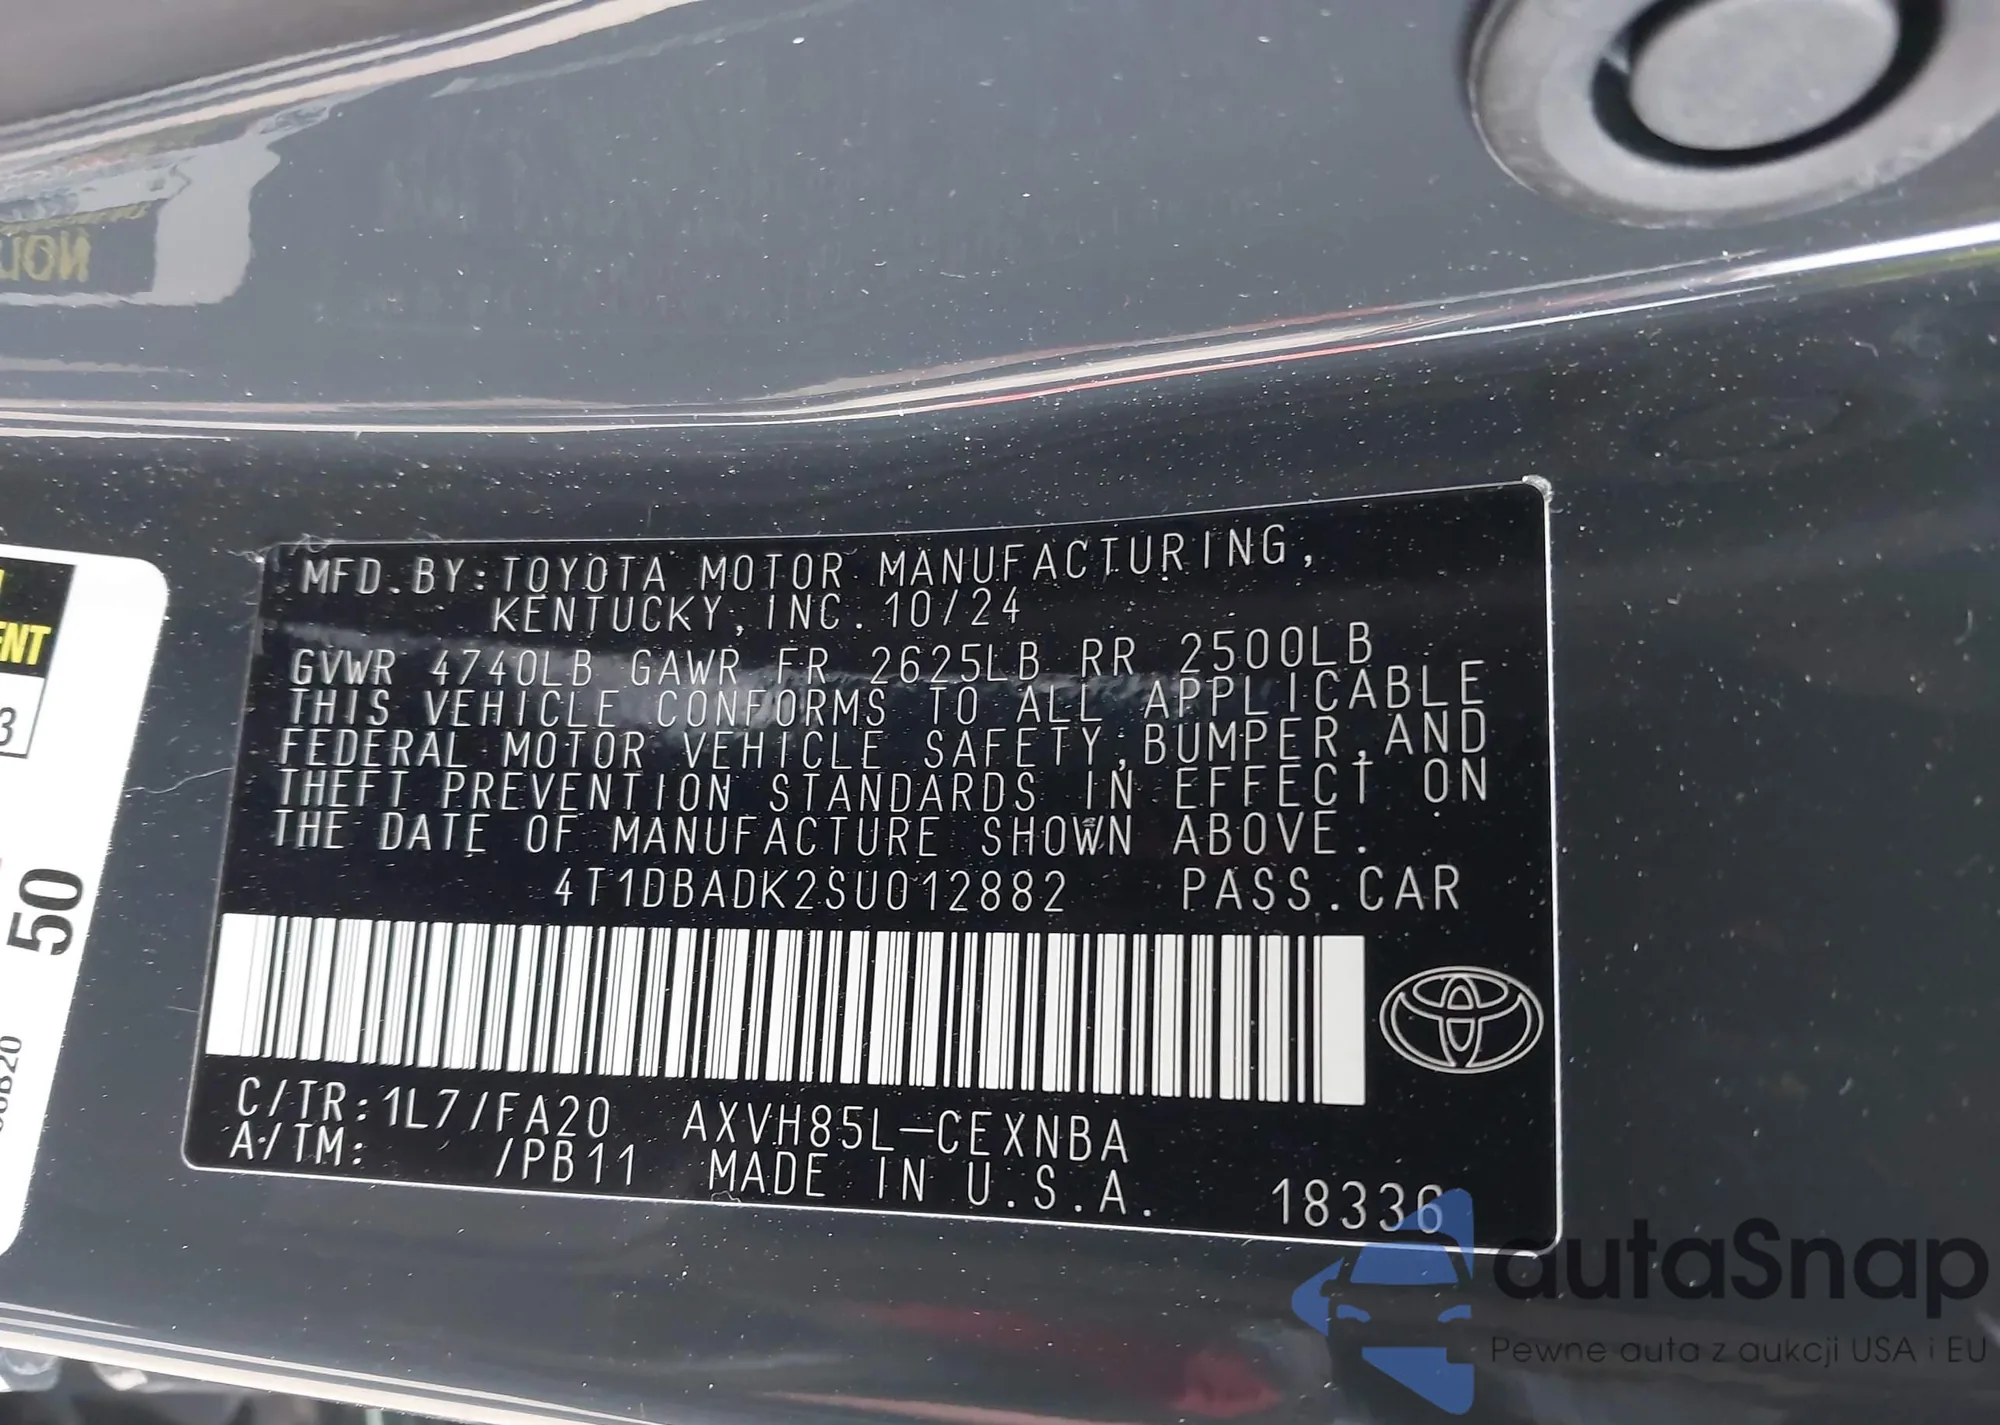 NOU
ENT
3
50
MFD.BY:TOYOTA MOTOR MANUFACTURING,
KENTUCKY,INC. 10/24
GVWR 4740LB GAWR FR 2625LB RR 2500LB
THIS VEHICLE CONFORMS TO ALL APPLICABLE
FEDERAL MOTOR VEHICLE SAFETY,BUMPER,AND
THEFT PREVENTION STANDARDS IN EFFECT ON
THE DATE OF MANUFACTURE SHOWN ABOVE.
4T1DBADK2SU012882 PASS.CAR
C/TR:1L7/FA20 AXVH85L-CEXNBA
A/TM: /PB11 MADE IN U.S.A. 18336
autaSnap
Pewne auta z aukcji USA i EU